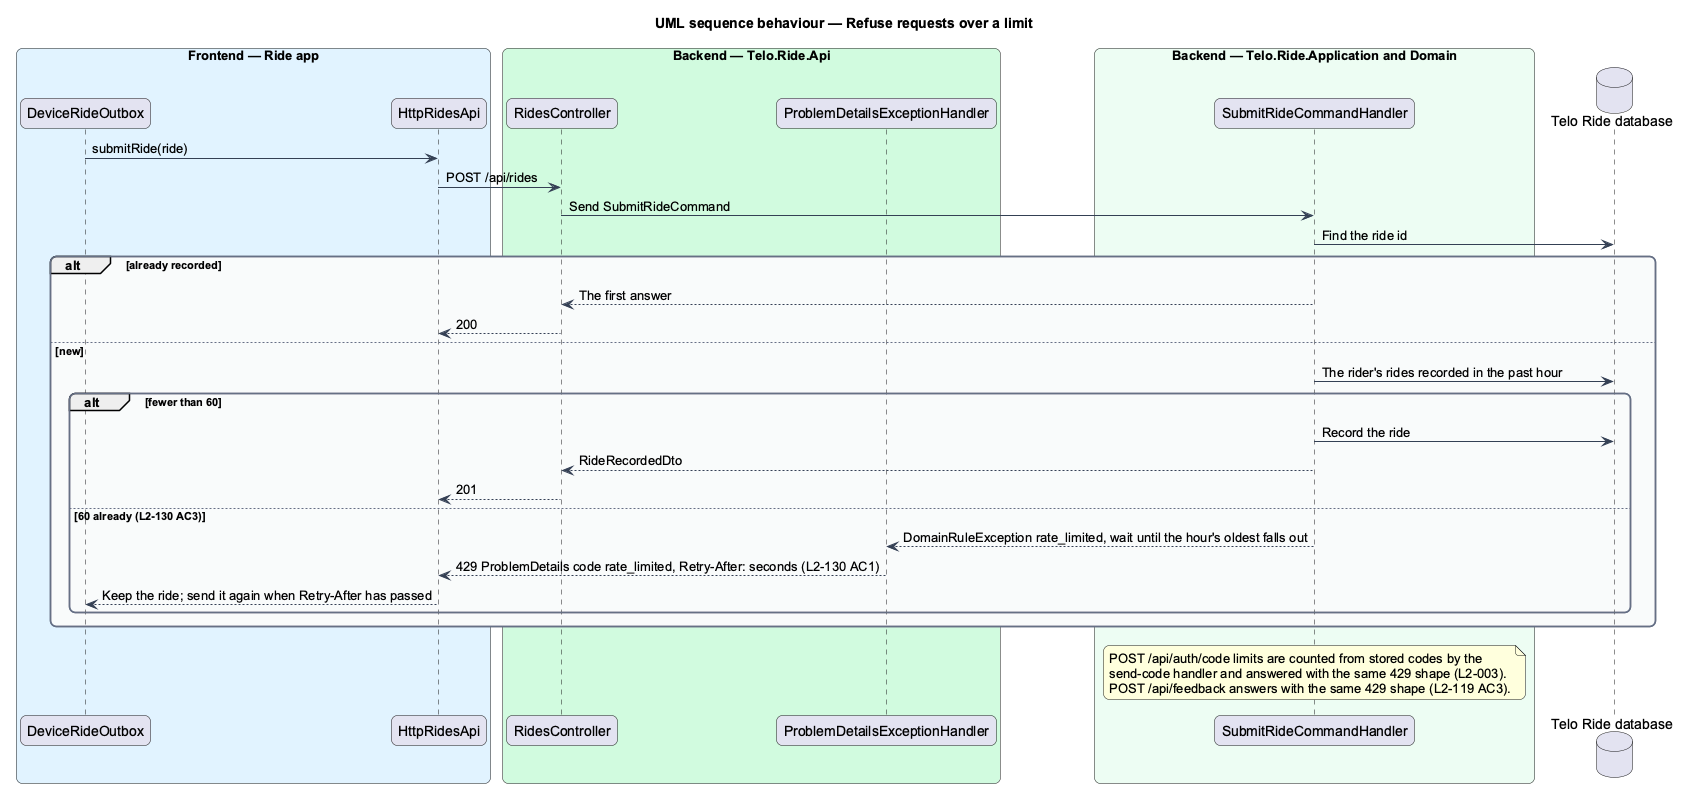 UML sequence behaviour — Refuse requests over a limit
Frontend — Ride app
Backend — Telo.Ride.Api
Backend — Telo.Ride.Application and Domain
DeviceRideOutbox
HttpRidesApi
RidesController
ProblemDetailsExceptionHandler
SubmitRideCommandHandler
Telo Ride database
submitRide(ride)
POST /api/rides
Send SubmitRideCommand
Find the ride id
alt [already recorded]
The first answer
200
[new]
The rider's rides recorded in the past hour
alt [fewer than 60]
Record the ride
RideRecordedDto
201
[60 already (L2-130 AC3)]
DomainRuleException rate_limited, wait until the hour's oldest falls out
429 ProblemDetails code rate_limited, Retry-After: seconds (L2-130 AC1)
Keep the ride; send it again when Retry-After has passed
POST /api/auth/code limits are counted from stored codes by the
send-code handler and answered with the same 429 shape (L2-003).
POST /api/feedback answers with the same 429 shape (L2-119 AC3).
DeviceRideOutbox
HttpRidesApi
RidesController
ProblemDetailsExceptionHandler
SubmitRideCommandHandler
Telo Ride database